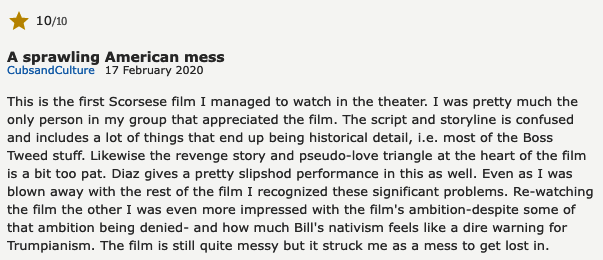 10/10
A sprawling American mess
CubsandCulture 17 February 2020
This is the first Scorsese film I managed to watch in the theater. I was pretty much the
only person in my group that appreciated the film. The script and storyline is confused
and includes a lot of things that end up being historical detail, i.e. most of the Boss
Tweed stuff. Likewise the revenge story and pseudo-love triangle at the heart of the film
is a bit too pat. Diaz gives a pretty slipshod performance in this as well. Even as I was
blown away with the rest of the film I recognized these significant problems. Re-watching
the film the other I was even more impressed with the film's ambition-despite some of
that ambition being denied- and how much Bill's nativism feels like a dire warning for
Trumpianism. The film is still quite messy but it struck me as a mess to get lost in.